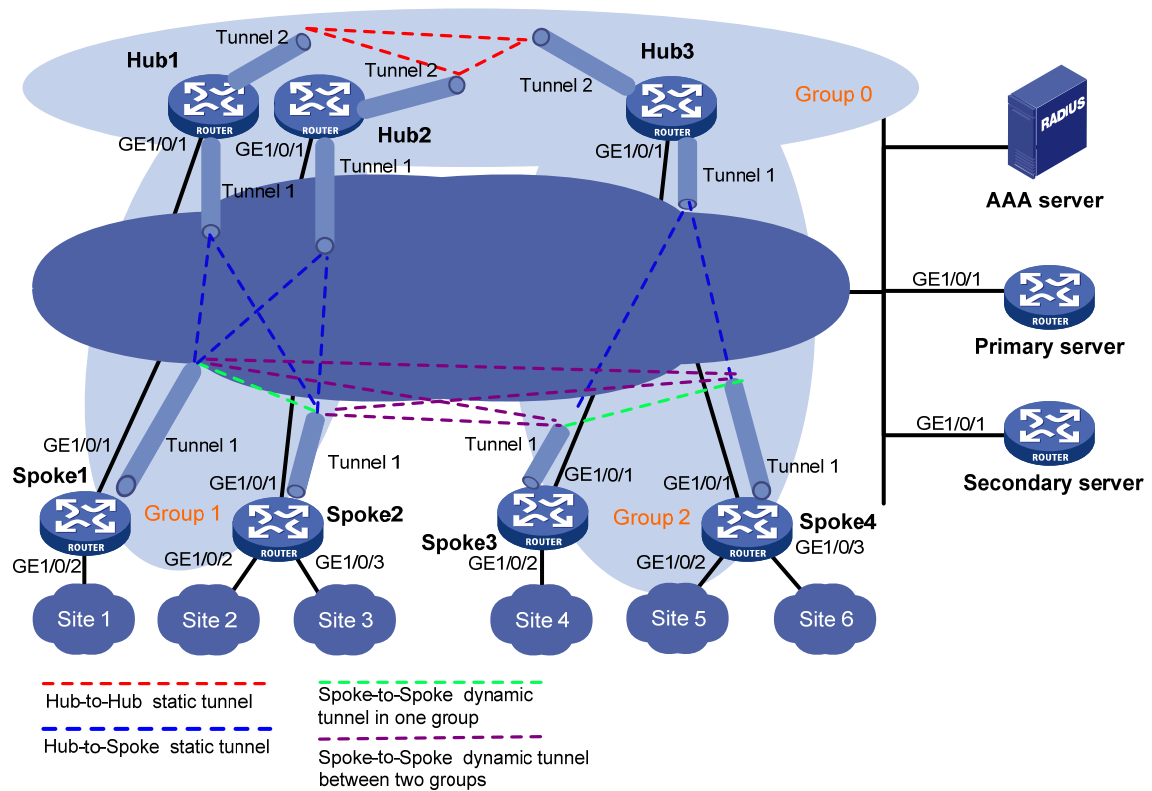 Tunnel 2
Hub1
Tunnel 2
Hub3
Tunnel 2
Group 0
RADIUS
ROUTER
ROUTER
ROUTER
Hub2
GE1/0/1
GE1/0/1
GE1/0/1
Tunnel 1
Tunnel 1
Tunnel 1
AAA server
GE1/0/1
ROUTER
Primary server
GE1/0/1
ROUTER
Secondary server
GE1/0/1
Tunnel 1
Tunnel 1
Tunnel 1
Tunnel 1
Spoke1
GE1/0/1
GE1/0/1
GE1/0/1
Group 1
Spoke2
Group 2
Spoke4
ROUTER
ROUTER
ROUTER
ROUTER
Spoke3
GE1/0/2
GE1/0/2
GE1/0/3
GE1/0/2
GE1/0/2
GE1/0/3
Site 1
Site 2
Site 3
Site 4
Site 5
Site 6
Hub-to-Hub static tunnel
Hub-to-Spoke static tunnel
Spoke-to-Spoke dynamic
tunnel in one group
Spoke-to-Spoke dynamic tunnel
between two groups